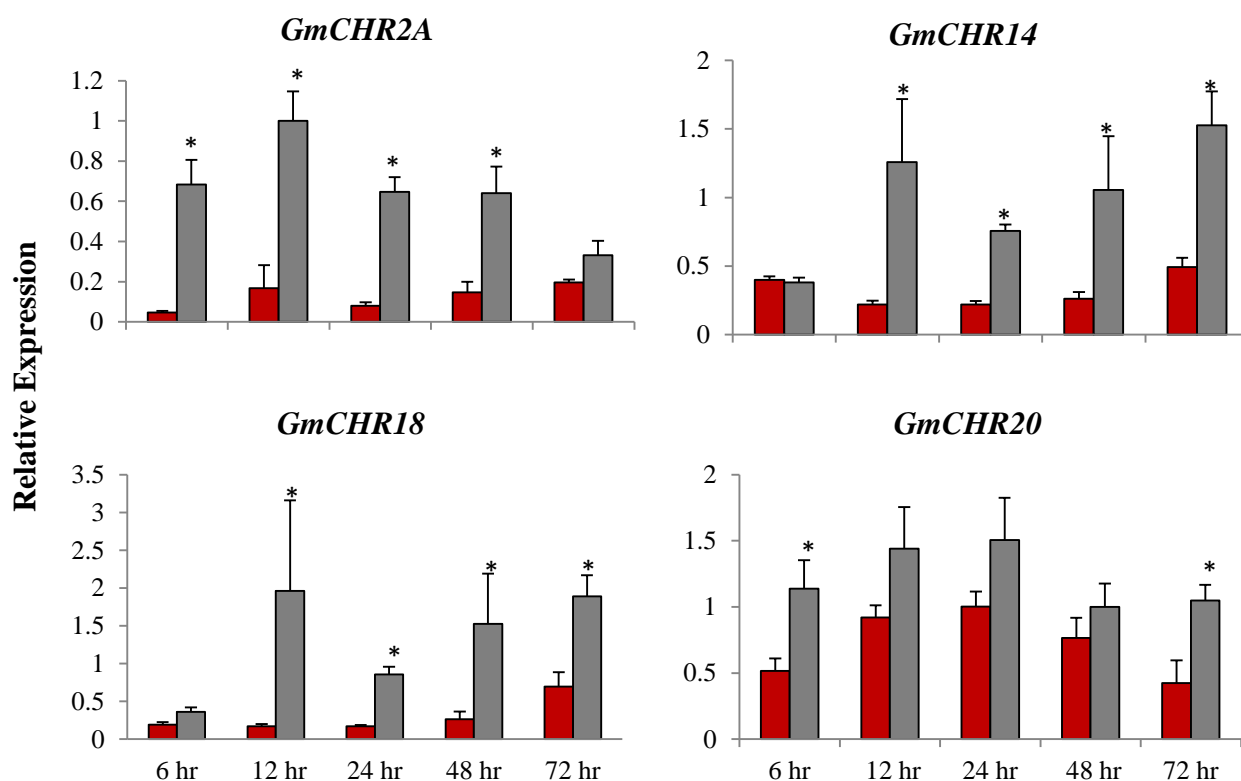 GmCHR2A
1.2
1
0.8
0.6
0.4
0.2
0
* * * *
GmCHR14
2
1.5
1
0.5
0
* * * *
Relative Expression
GmCHR18
3.5
3
2.5
2
1.5
1
0.5
0
* * * *
6 hr 12 hr 24 hr 48 hr 72 hr
GmCHR20
2
1.5
1
0.5
0
* *
6 hr 12 hr 24 hr 48 hr 72 hr